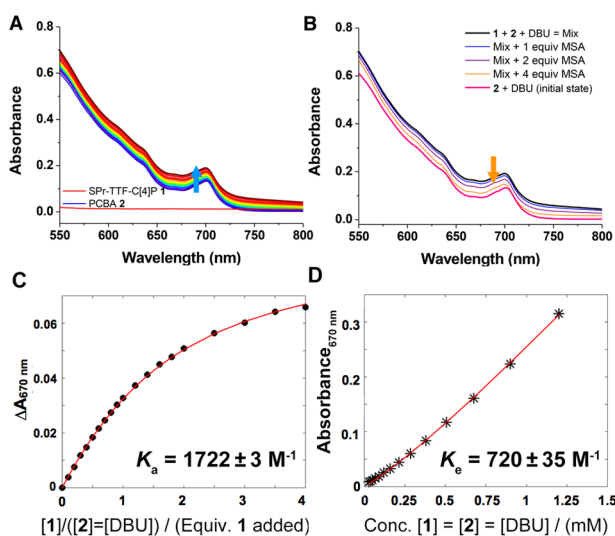 A
0.8
0.6
0.4
0.2
0.0
Absorbance
SPr-TTF-C[4]P 1
PCBA 2
550 600 650 700 750 800
Wavelength (nm)
B
0.8
0.6
0.4
0.2
0.0
Absorbance
1 + 2 + DBU = Mix
Mix + 1 equiv MSA
Mix + 2 equiv MSA
Mix + 4 equiv MSA
2 + DBU (initial state)
550 600 650 700 750 800
Wavelength (nm)
C
0.06
0.04
0.02
0
ΔA670 nm
Ka = 1722 ± 3 M-1
0 1 2 3 4
[1]/([2]=[DBU]) / (Equiv. 1 added)
D
0.3
0.2
0.1
0
Absorbance670 nm
Ke = 720 ± 35 M-1
0 0.25 0.5 0.75 1 1.25 1.5
Conc. [1] = [2] = [DBU] / (mM)